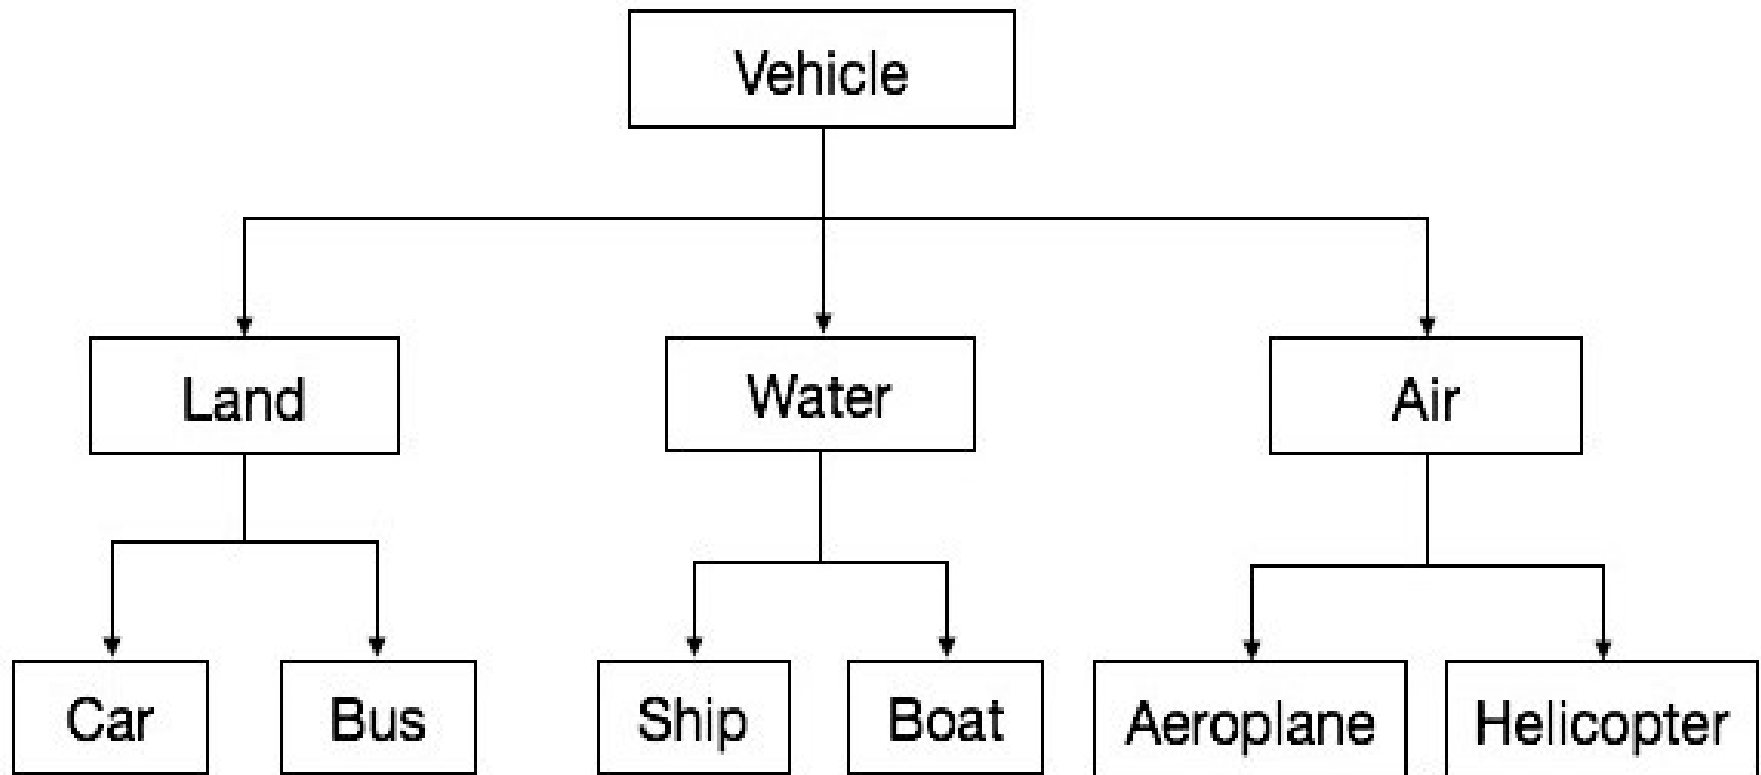 Vehicle
Land
Water
Air
Car
Bus
Ship
Boat
Aeroplane
Helicopter